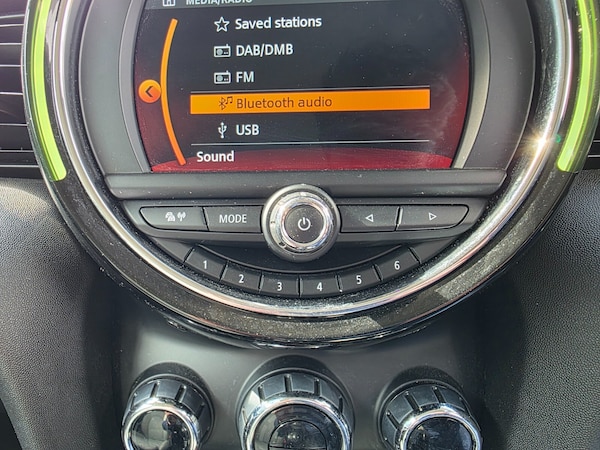 MEDIA/RADIO
Saved stations
DAB/DMB
FM
Bluetooth audio
USB
Sound
MODE
1 2 3 4 5 6